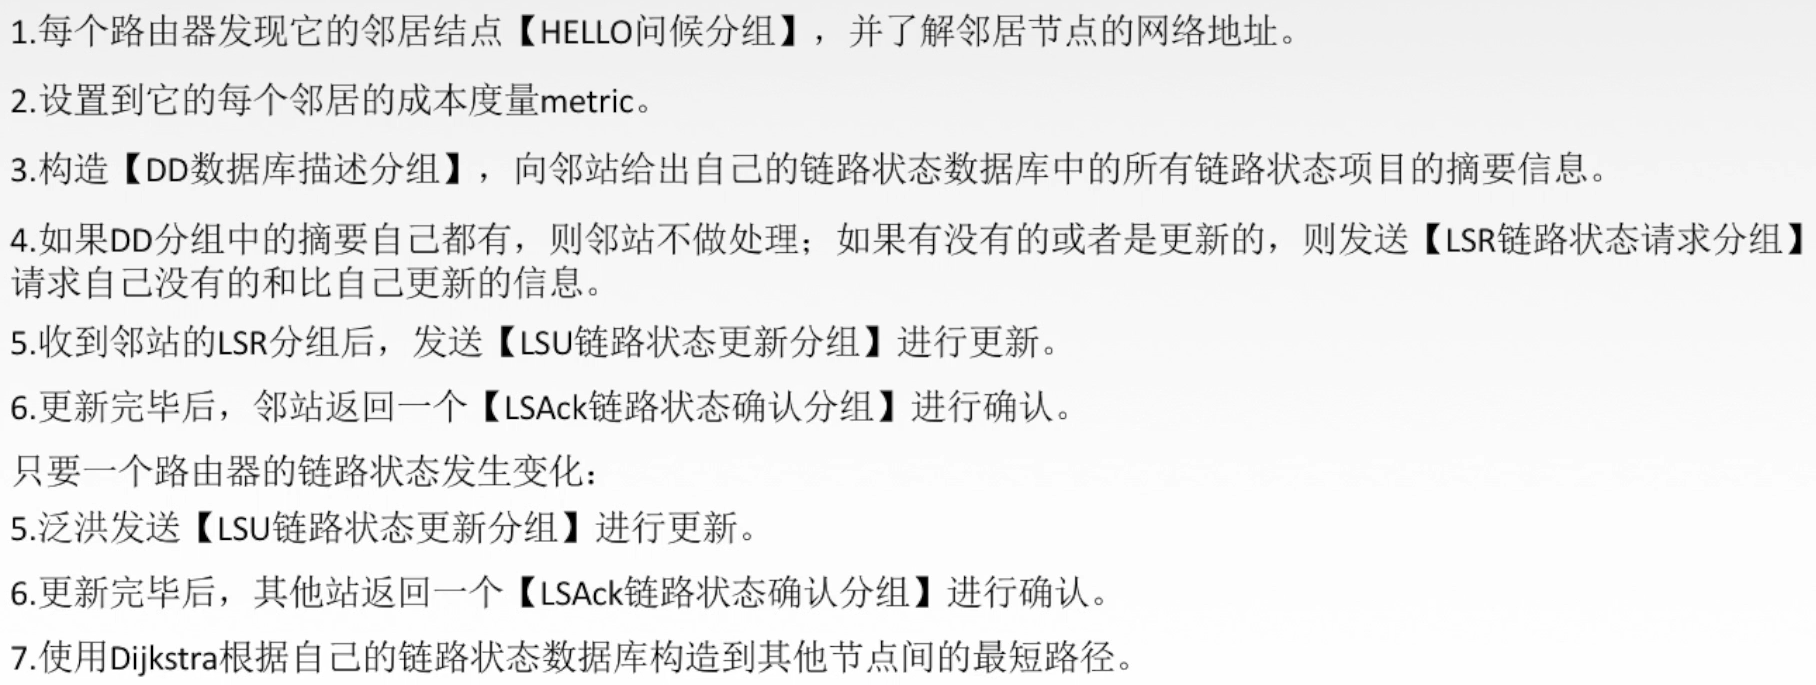 1.每个路由器发现它的邻居结点【HELLO问候分组】，并了解邻居节点的网络地址。
2.设置到它的每个邻居的成本度量metric。
3.构造【DD数据库描述分组】，向邻站给出自己的链路状态数据库中的所有链路状态项目的摘要信息。
4.如果DD分组中的摘要自己都有，则邻站不做处理；如果有没有的或者是更新的，则发送【LSR链路状态请求分组】
请求自己没有的和比自己更新的信息。
5.收到邻站的LSR分组后，发送【LSU链路状态更新分组】进行更新。
6.更新完毕后，邻站返回一个【LSAck链路状态确认分组】进行确认。
只要一个路由器的链路状态发生变化：
5.泛洪发送【LSU链路状态更新分组】进行更新。
6.更新完毕后，其他站返回一个【LSAck链路状态确认分组】进行确认。
7.使用Dijkstra根据自己的链路状态数据库构造到其他节点间的最短路径。